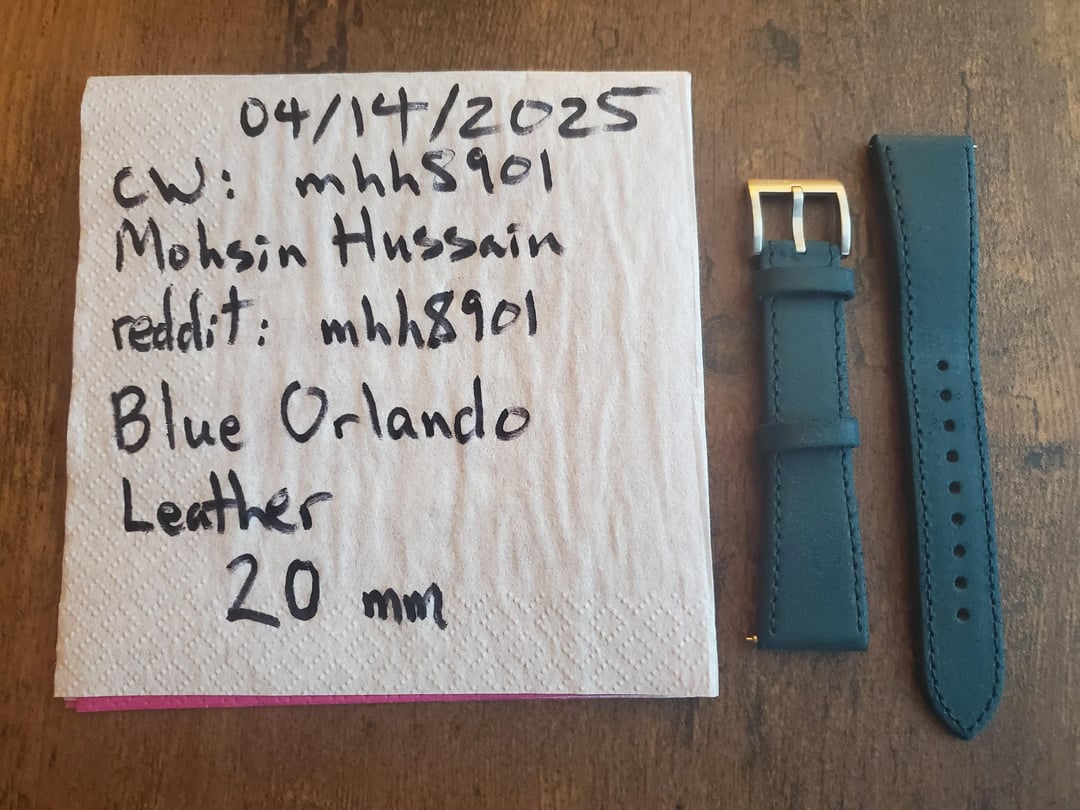 04/14/2025
CW: mhh8901
Mohsin Hussain
reddit: mhh8901
Blue Orlando
Leather
20 mm